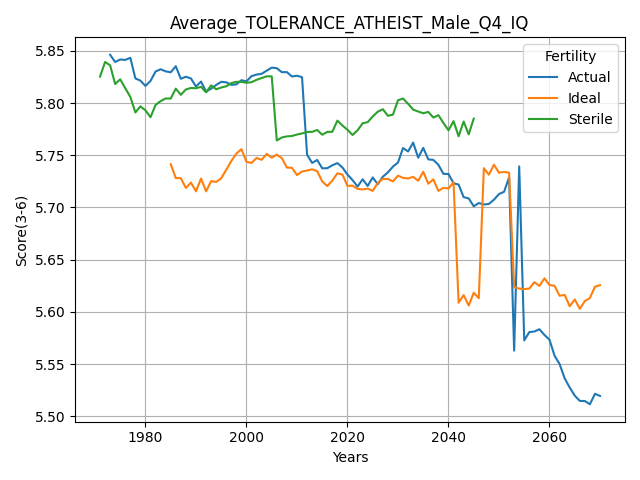 Average_TOLERANCE_ATHEIST_Male_Q4_IQ
Fertility
Actual
Ideal
Sterile
Score(3-6)
5.85
5.80
5.75
5.70
5.65
5.60
5.55
5.50
1980
2000
2020
2040
2060
Years